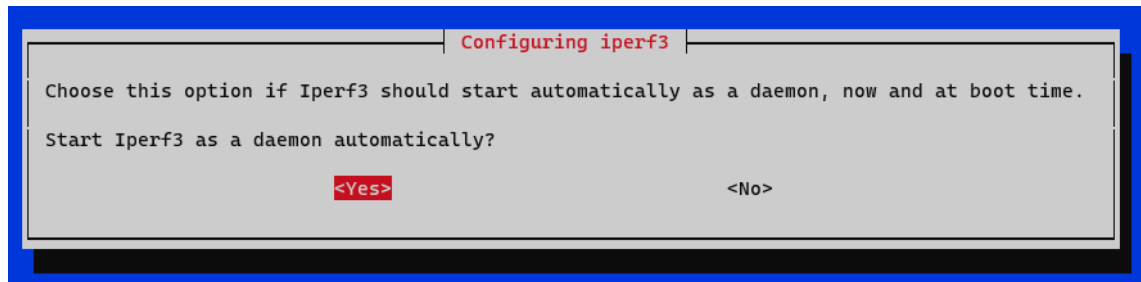 Configuring iperf3
Choose this option if Iperf3 should start automatically as a daemon, now and at boot time.
Start Iperf3 as a daemon automatically?
<Yes> <No>